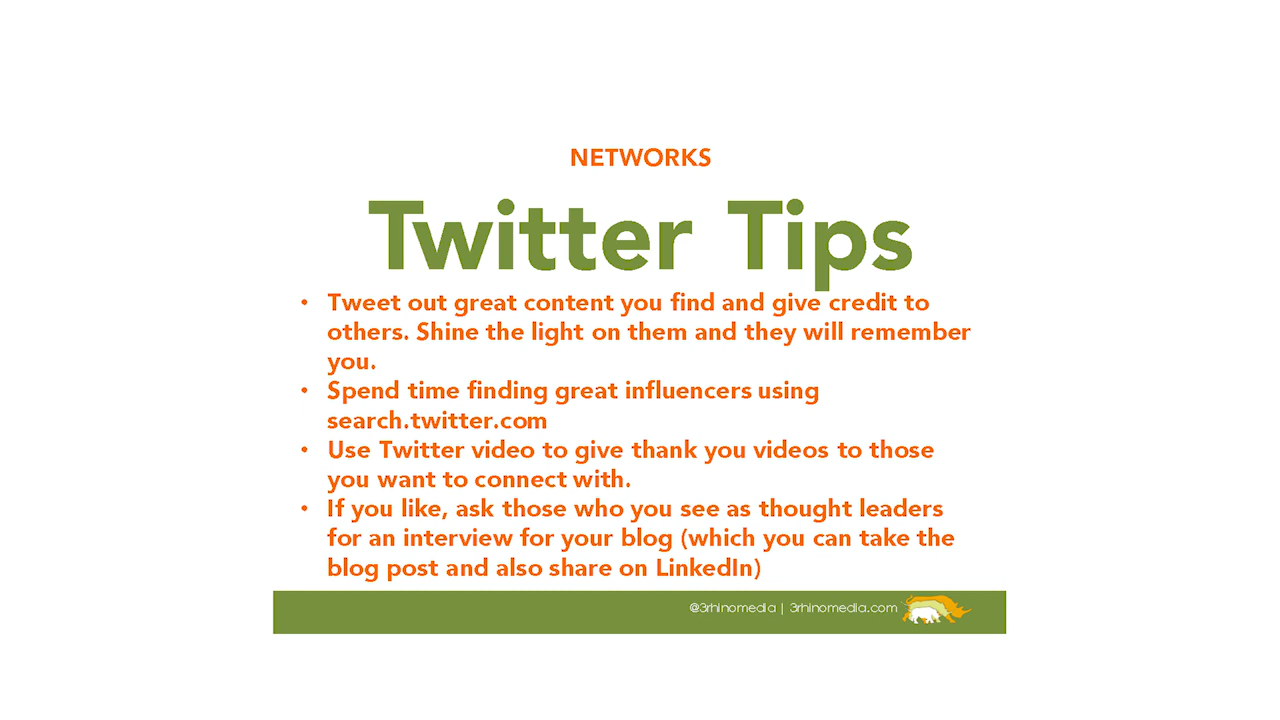 NETWORKS
Twitter Tips
• Tweet out great content you find and give credit to
others. Shine the light on them and they will remember
you.
• Spend time finding great influencers using
search.twitter.com
• Use Twitter video to give thank you videos to those
you want to connect with.
• If you like, ask those who you see as thought leaders
for an interview for your blog (which you can take the
blog post and also share on LinkedIn)
@3rhinomedia | 3rhinomedia.com